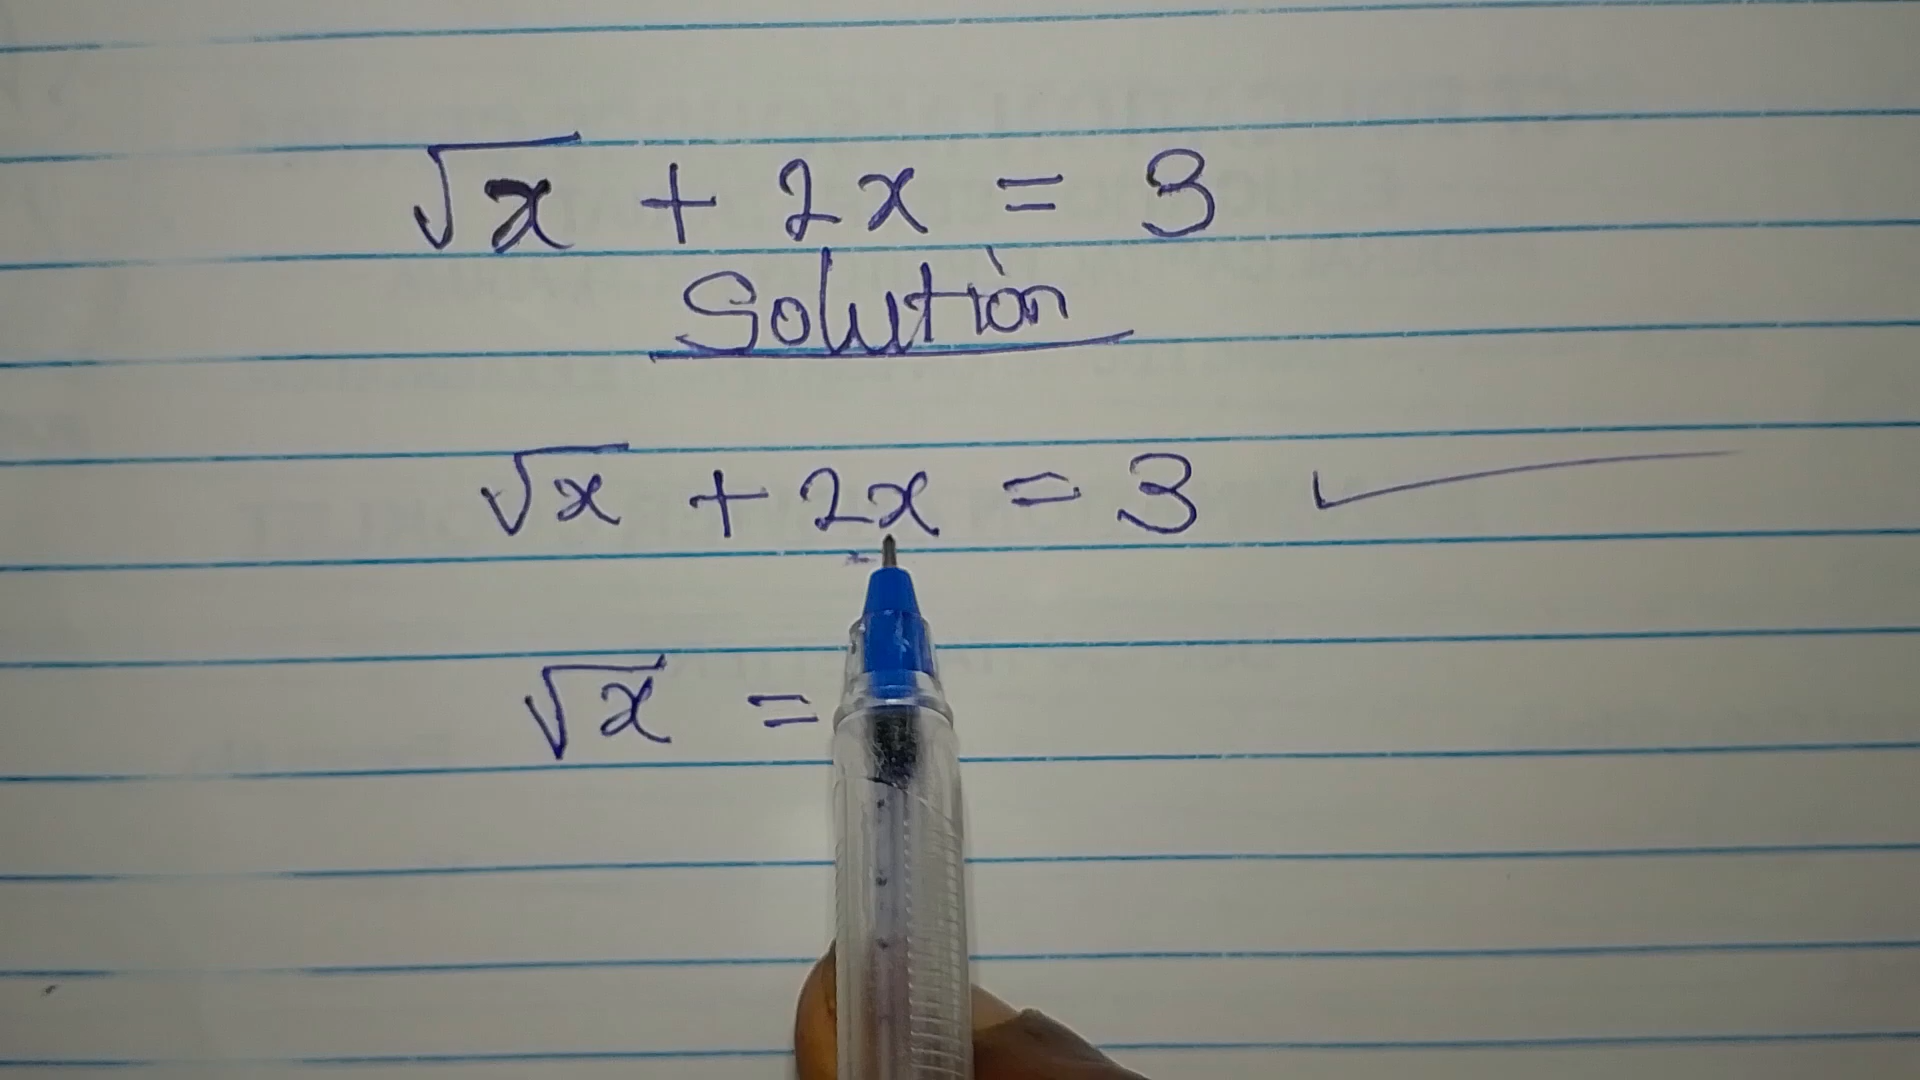 √x + 2x = 3
Solution
√x + 2x = 3 ✓
√x =